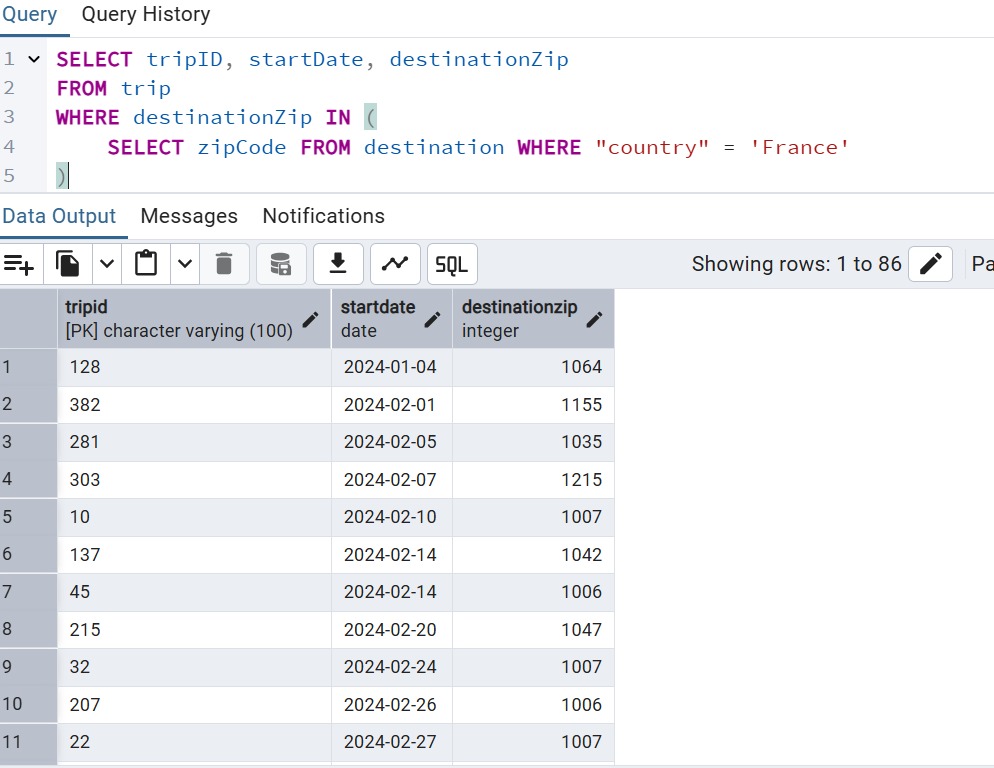 Query Query History
1 SELECT tripID, startDate, destinationZip
2 FROM trip
3 WHERE destinationZip IN (
4 SELECT zipCode FROM destination WHERE "country" = 'France'
5 )
Data Output Messages Notifications
SQL Showing rows: 1 to 86 Pa
tripid startdate destinationzip
[PK] character varying (100) date integer
1 128 2024-01-04 1064
2 382 2024-02-01 1155
3 281 2024-02-05 1035
4 303 2024-02-07 1215
5 10 2024-02-10 1007
6 137 2024-02-14 1042
7 45 2024-02-14 1006
8 215 2024-02-20 1047
9 32 2024-02-24 1007
10 207 2024-02-26 1006
11 22 2024-02-27 1007